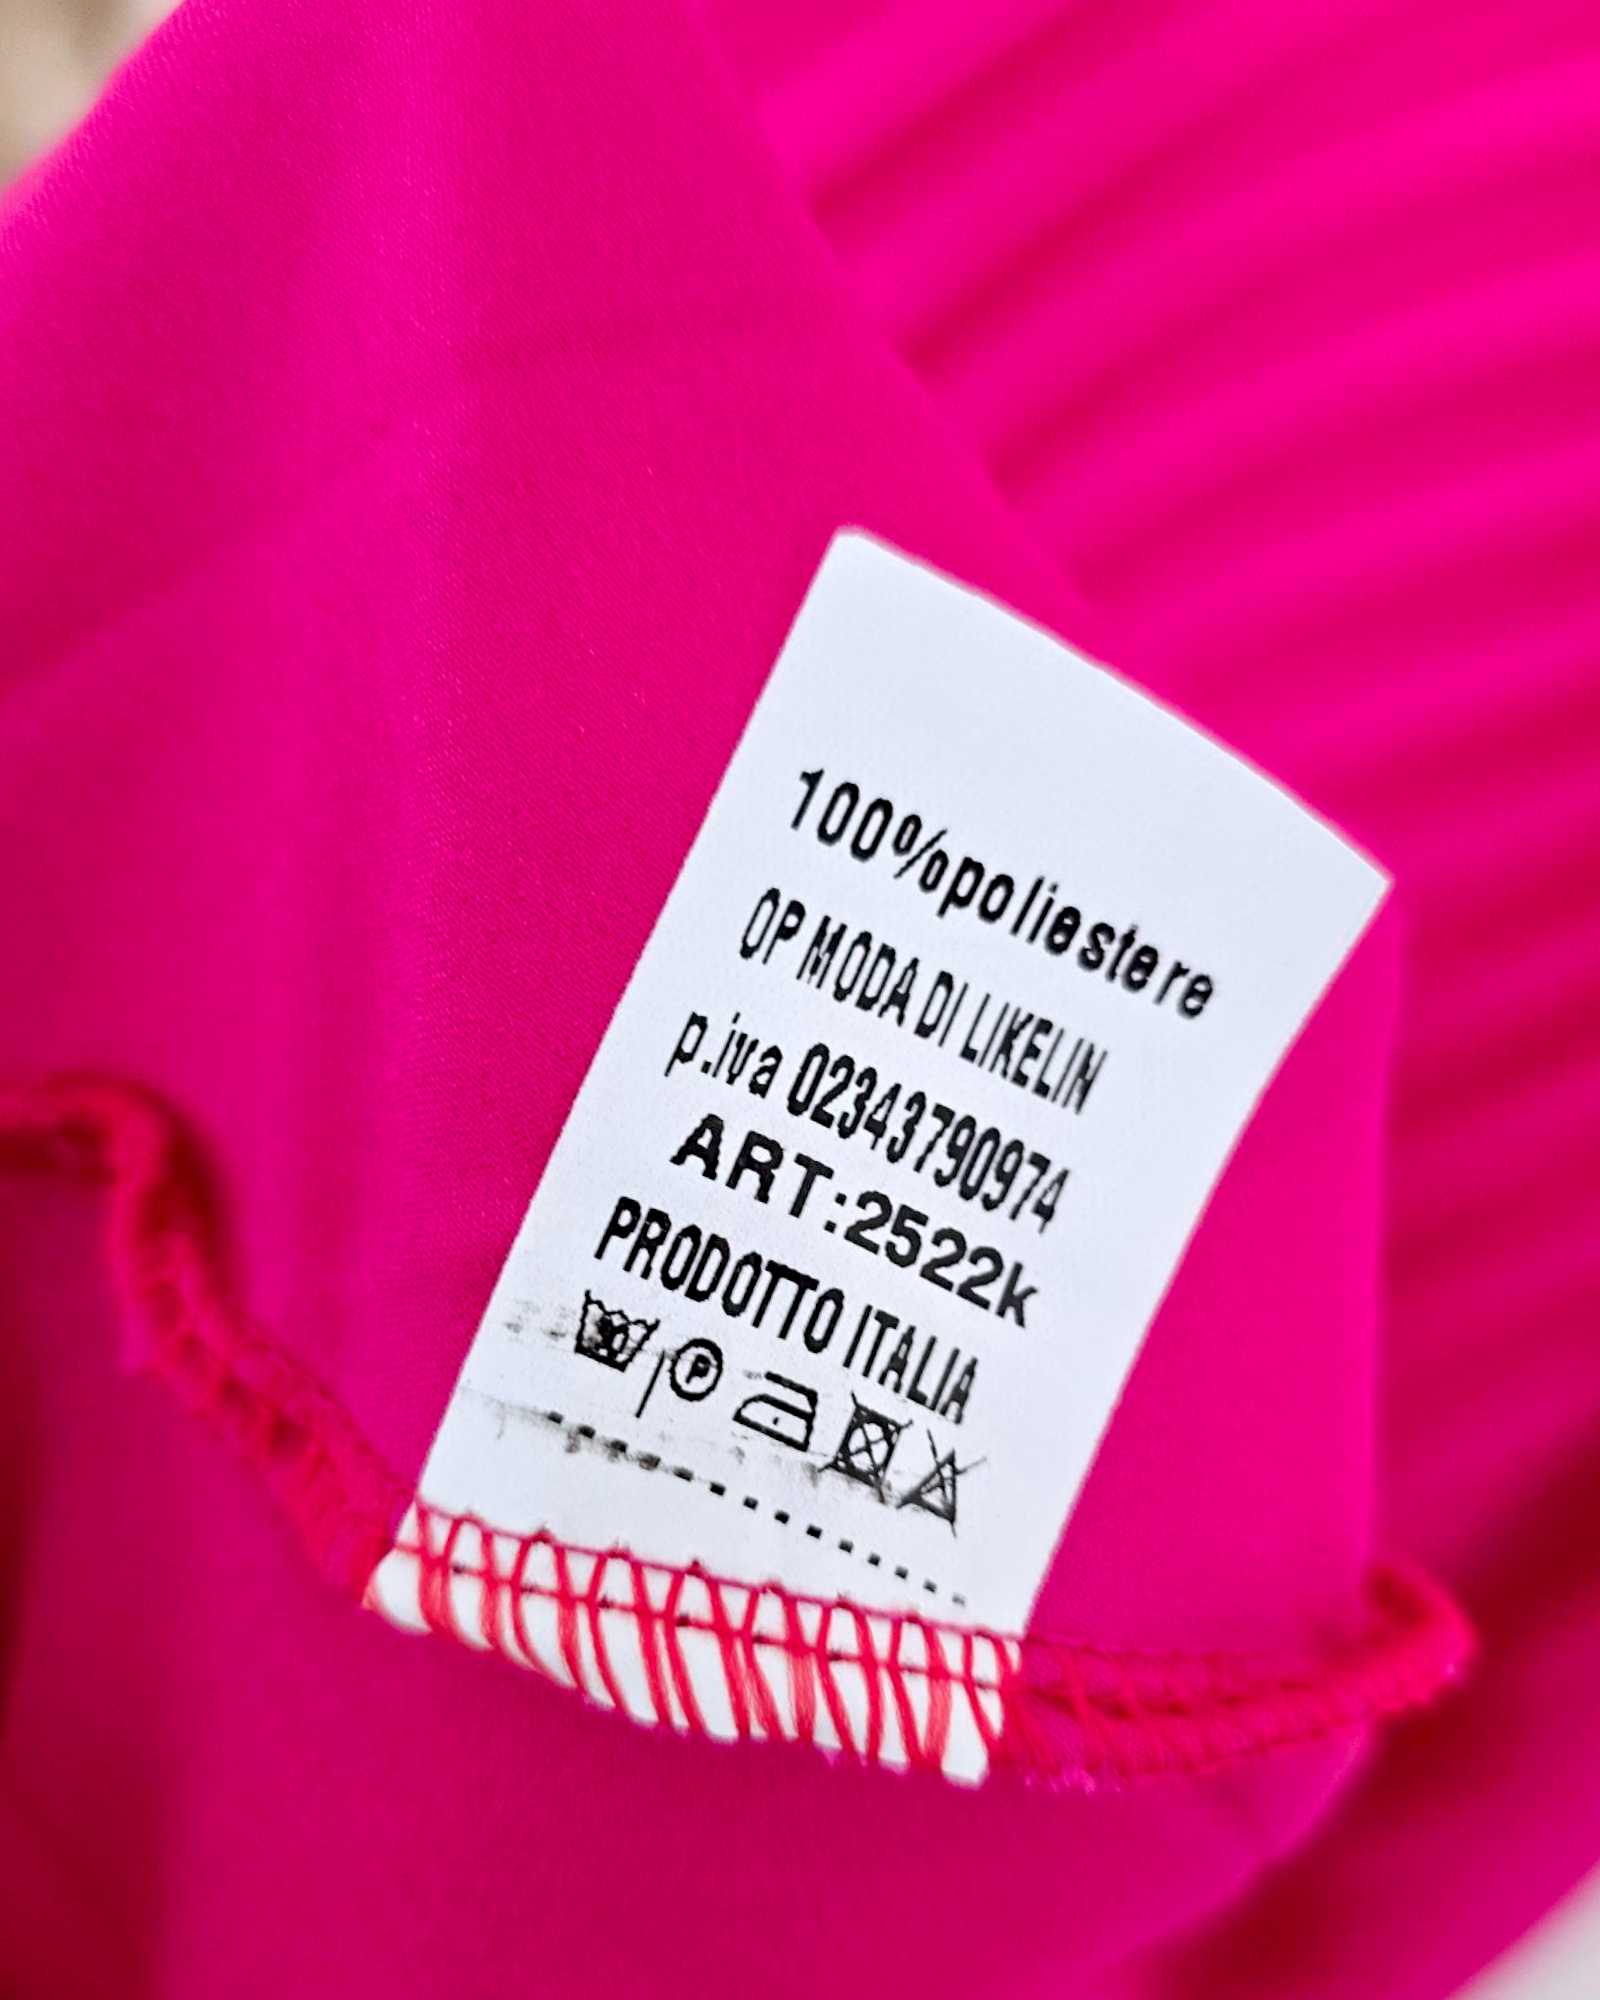 100%poliestere
OP MODA DI LIKELIN
p.iva 02343790974
ART:2522k
PRODOTTO ITALIA
P